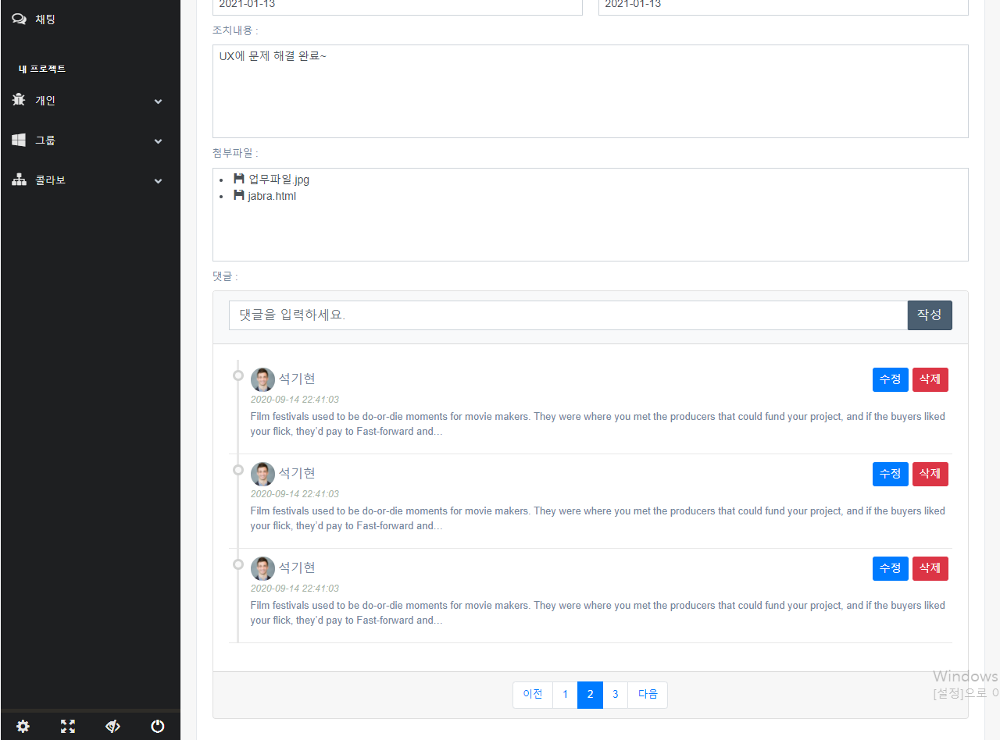 채팅
내 프로젝트
개인
그룹
콜라보
2021-01-13
2021-01-13
조치내용 :
UX에 문제 해결 완료~
첨부파일 :
업무파일.jpg
jabra.html
댓글 :
댓글을 입력하세요.
작성
석기현
수정
삭제
2020-09-14 22:41:03
Film festivals used to be do-or-die moments for movie makers. They were where you met the producers that could fund your project, and if the buyers liked
your flick, they'd pay to Fast-forward and...
석기현
수정
삭제
2020-09-14 22:41:03
Film festivals used to be do-or-die moments for movie makers. They were where you met the producers that could fund your project, and if the buyers liked
your flick, they'd pay to Fast-forward and...
석기현
수정
삭제
2020-09-14 22:41:03
Film festivals used to be do-or-die moments for movie makers. They were where you met the producers that could fund your project, and if the buyers liked
your flick, they'd pay to Fast-forward and...
이전 1 2 3 다음
Windows
[설정]으로